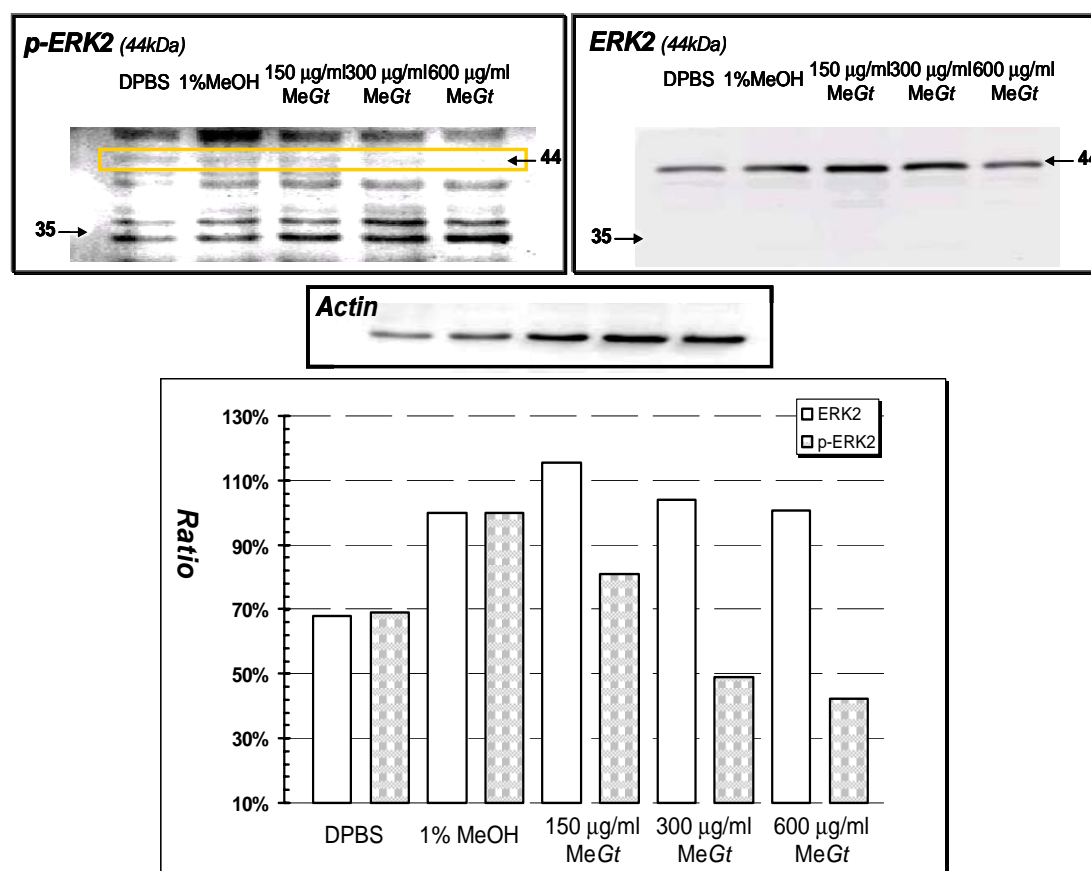 p-ERK2 (44kDa)
DPBS 1%MeOH 150 µg/ml 300 µg/ml 600 µg/ml
MeGt MeGt MeGt
44
35
ERK2 (44kDa)
DPBS 1%MeOH 150 µg/ml 300 µg/ml 600 µg/ml
MeGt MeGt MeGt
44
35
Actin
130%
110%
90%
70%
50%
30%
10%
Ratio
ERK2
p-ERK2
DPBS 1% MeOH 150 µg/ml 300 µg/ml 600 µg/ml
MeGt MeGt MeGt